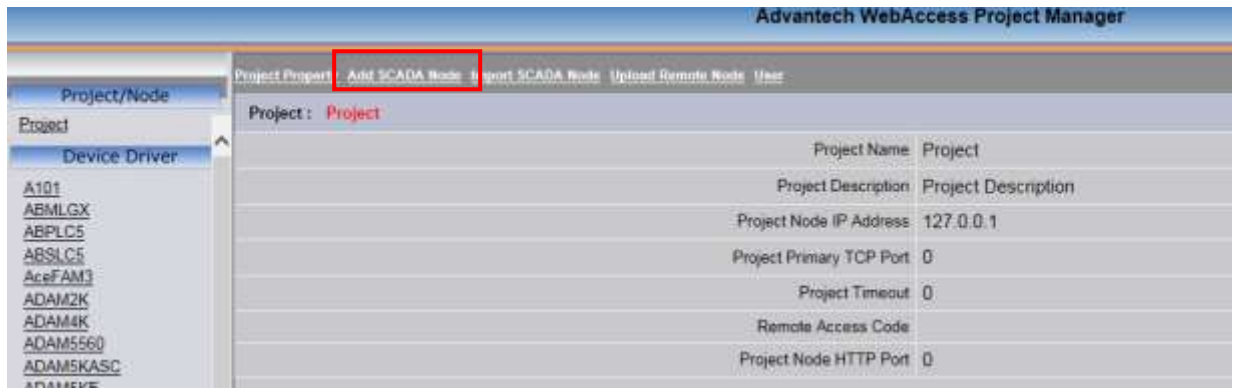 Advantech WebAccess Project Manager
Project Property Add SCADA Node Import SCADA Node Upload Remote Node User
Project/Node
Project
Device Driver
A101
ABMLGX
ABPLC5
ABSLC5
AceFAM3
ADAM2K
ADAM4K
ADAM5560
ADAM5KASC
ADAM5KE
Project : Project
Project Name Project
Project Description Project Description
Project Node IP Address 127.0.0.1
Project Primary TCP Port 0
Project Timeout 0
Remote Access Code
Project Node HTTP Port 0